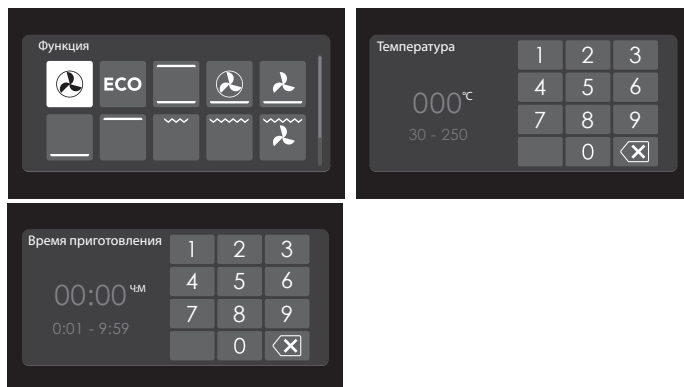 Функция
ECO
Температура
000°C
30 - 250
1 2 3
4 5 6
7 8 9
0
Время приготовления
00:00 ч:м
0:01 - 9:59
1 2 3
4 5 6
7 8 9
0